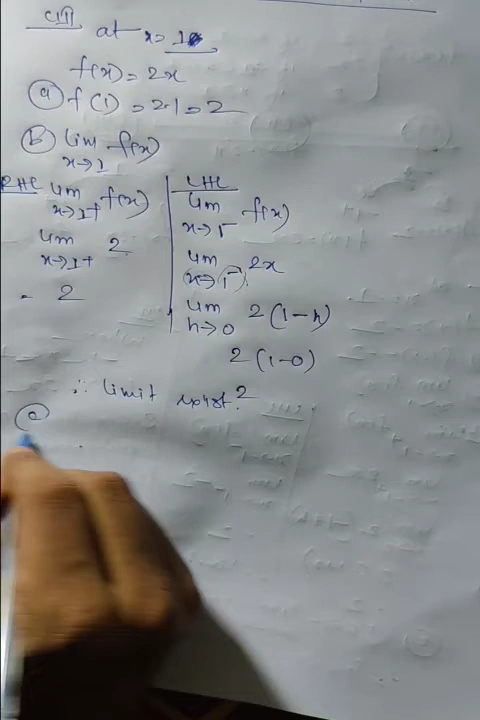 at x = 1
f(x) = 2x
(a) f(1) = 2.1 = 2
(B) lim f(x)
x→1
RHL
lim f(x)
x→1+
lim 2
x→1+
= 2
LHL
lim f(x)
x→1-
lim 2x
x→1-
lim 2(1-h)
h→0
2(1-0)
2
∴ limit exist.
(c)